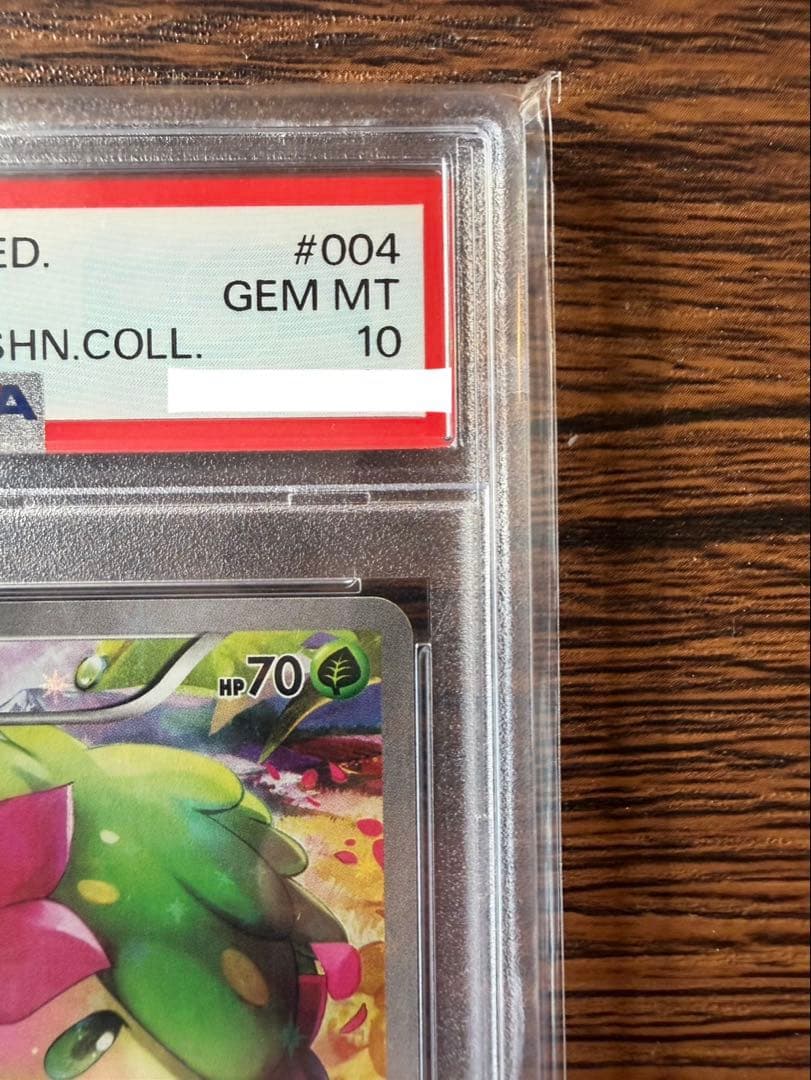 ED. #004
GEM MT
SHN.COLL. 10
A
HP70